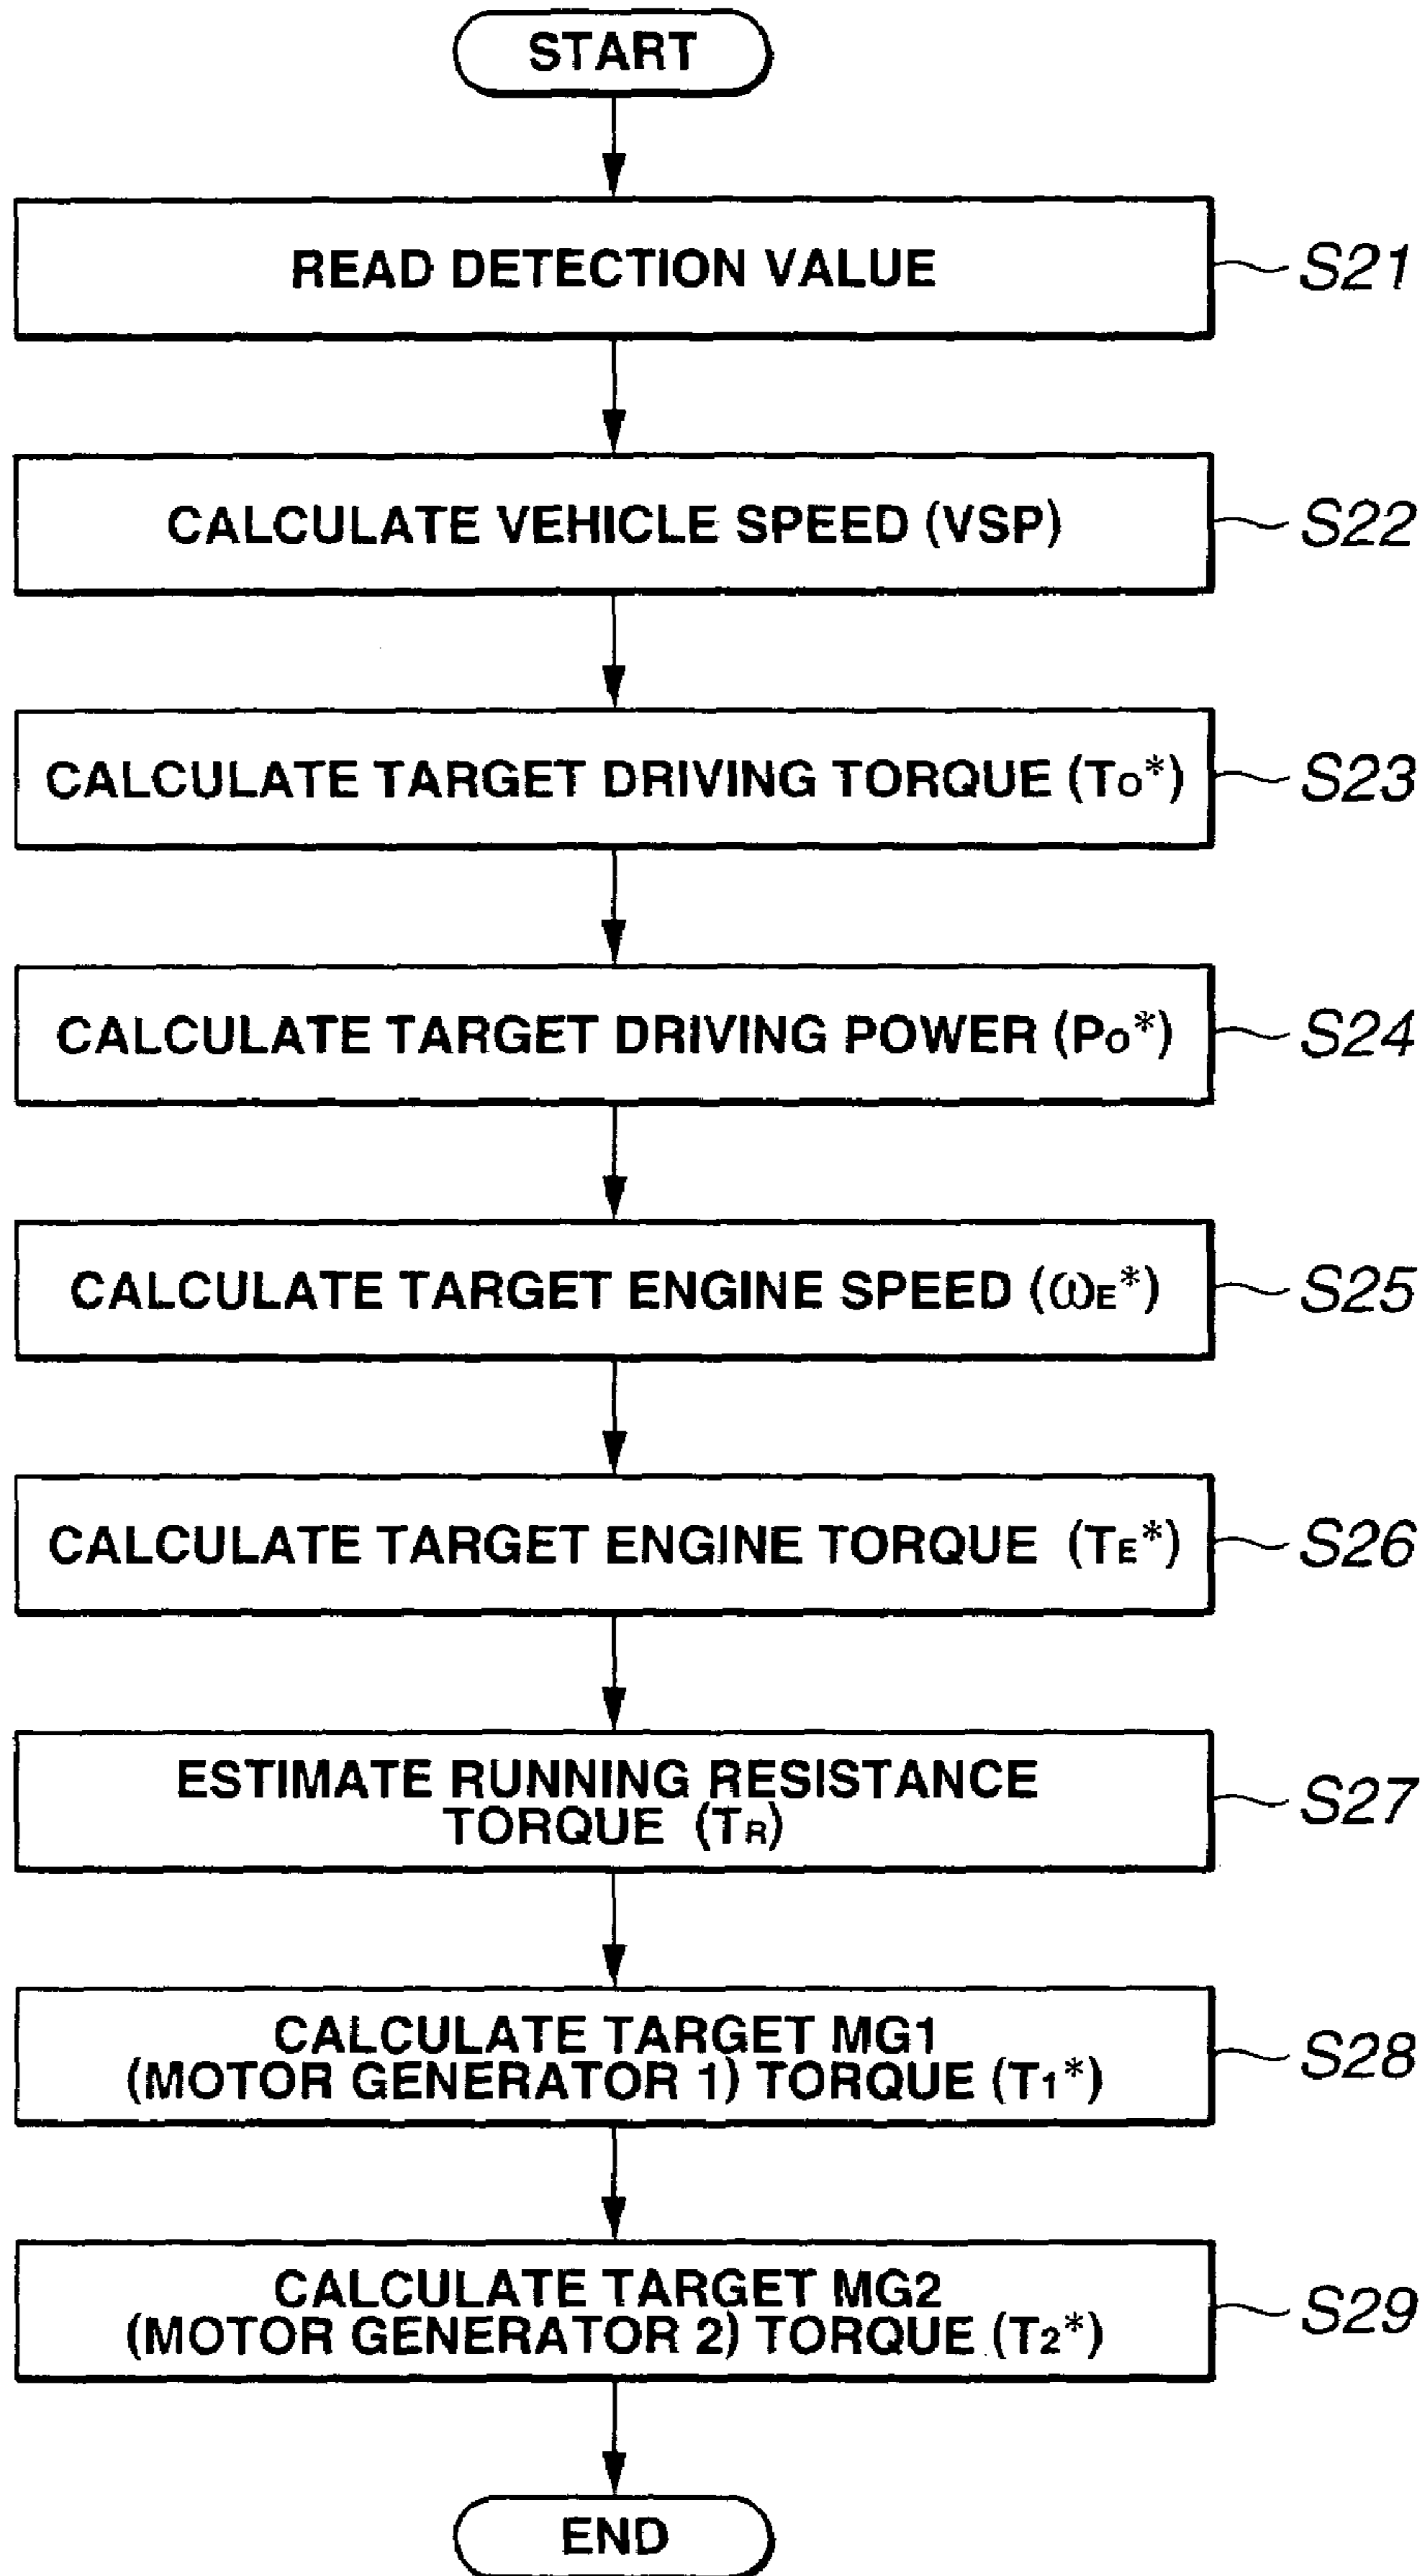 START
READ DETECTION VALUE
S21
CALCULATE VEHICLE SPEED (VSP)
S22
CALCULATE TARGET DRIVING TORQUE (TO*)
S23
CALCULATE TARGET DRIVING POWER (PO*)
S24
CALCULATE TARGET ENGINE SPEED (ωE*)
S25
CALCULATE TARGET ENGINE TORQUE (TE*)
S26
ESTIMATE RUNNING RESISTANCE
TORQUE (TR)
S27
CALCULATE TARGET MG1
(MOTOR GENERATOR 1) TORQUE (T1*)
S28
CALCULATE TARGET MG2
(MOTOR GENERATOR 2) TORQUE (T2*)
S29
END